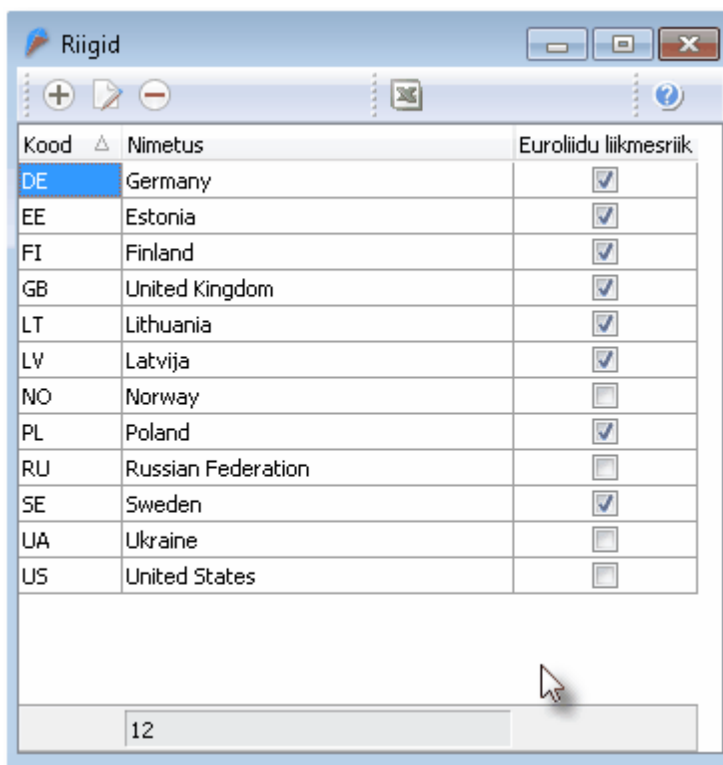 Riigid
Kood Nimetus Euroliidu liikmesriik
DE Germany
EE Estonia
FI Finland
GB United Kingdom
LT Lithuania
LV Latvija
NO Norway
PL Poland
RU Russian Federation
SE Sweden
UA Ukraine
US United States
12